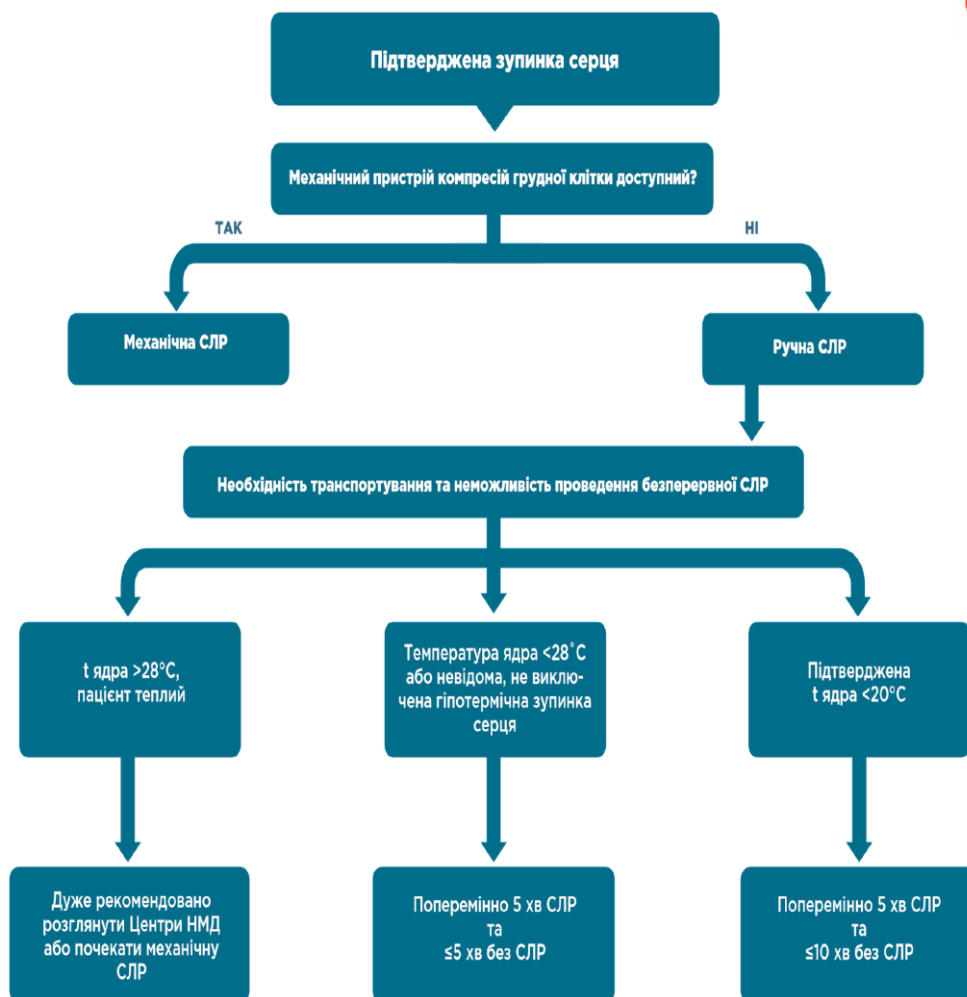 Підтверджена зупинка серця
Механічний пристрій компресій грудної клітки доступний?
ТАК
НІ
Механічна СЛР
Ручна СЛР
Необхідність транспортування та неможливість проведення безперервної СЛР
t ядра >28°C,
пацієнт теплий
Температура ядра <28°C
або невідома, не виклю-
чена гіпотермічна зупинка
серця
Підтверджена
t ядра <20°C
Дуже рекомендовано
розглянути Центри НМД
або почекати механічну
СЛР
Поперемінно 5 хв СЛР
та
≤5 хв без СЛР
Поперемінно 5 хв СЛР
та
≤10 хв без СЛР